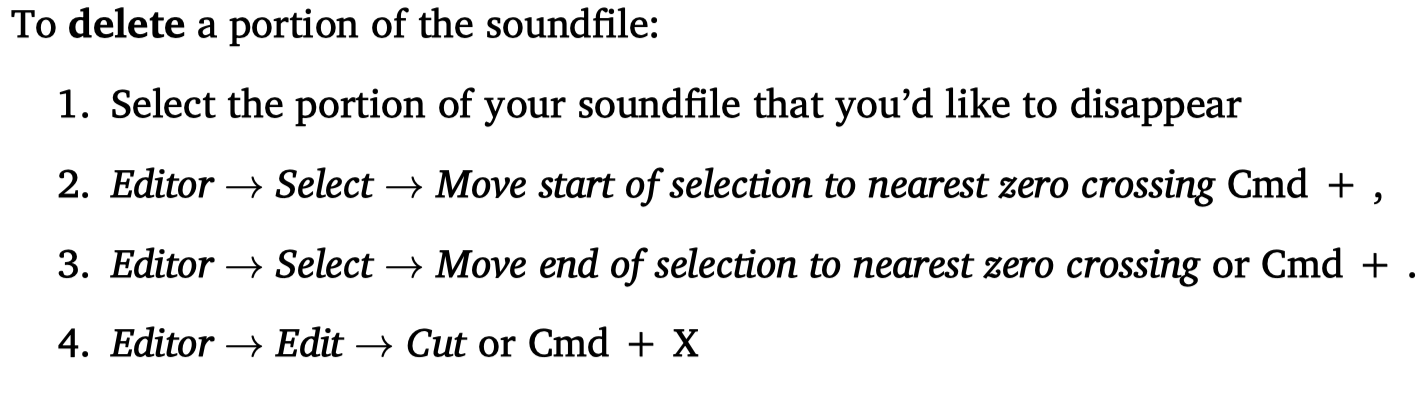 To delete a portion of the soundfile:
1. Select the portion of your soundfile that you’d like to disappear
2. Editor → Select → Move start of selection to nearest zero crossing Cmd + ,
3. Editor → Select → Move end of selection to nearest zero crossing or Cmd + .
4. Editor → Edit → Cut or Cmd + X